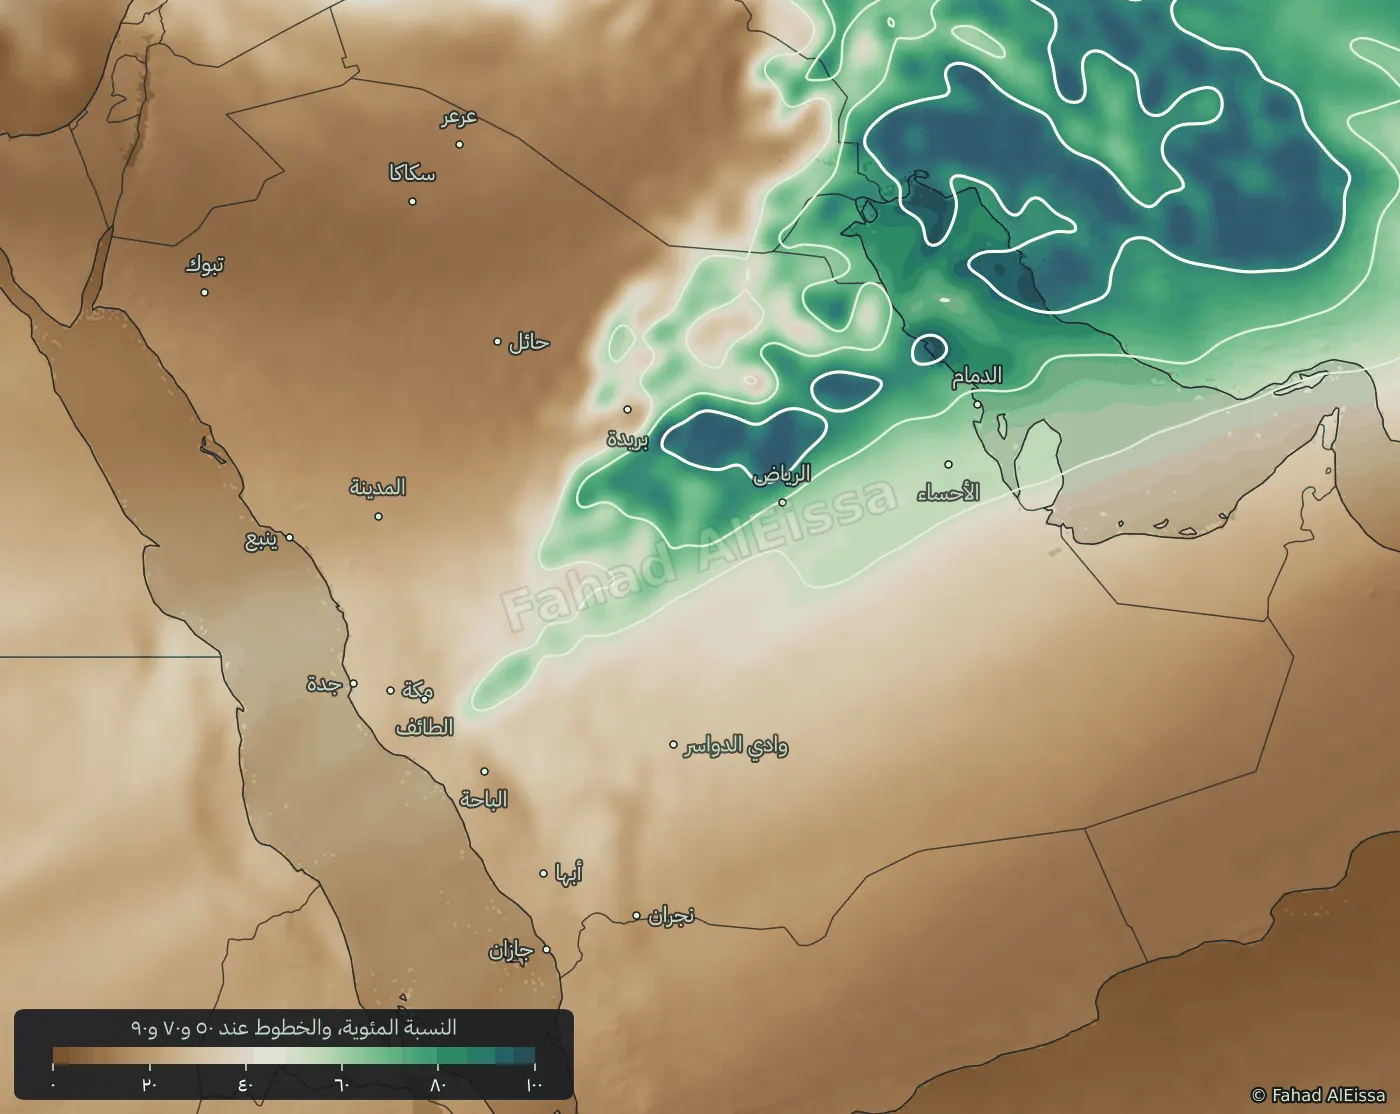 عرعر
سكاكا
تبوك
حائل
الدمام
بريدة
الرياض
المدينة
الأحساء
Fahad AlEissa
ينبع
جدة
مكة
الطائف
وادي الدواسر
الباحة
أبها
نجران
جازان
النسبة المئوية، والخطوط عند ٥٠ و٧٠ و٩٠
٠ ٢٠ ٤٠ ٦٠ ٨٠ ١٠٠
© Fahad AlEissa